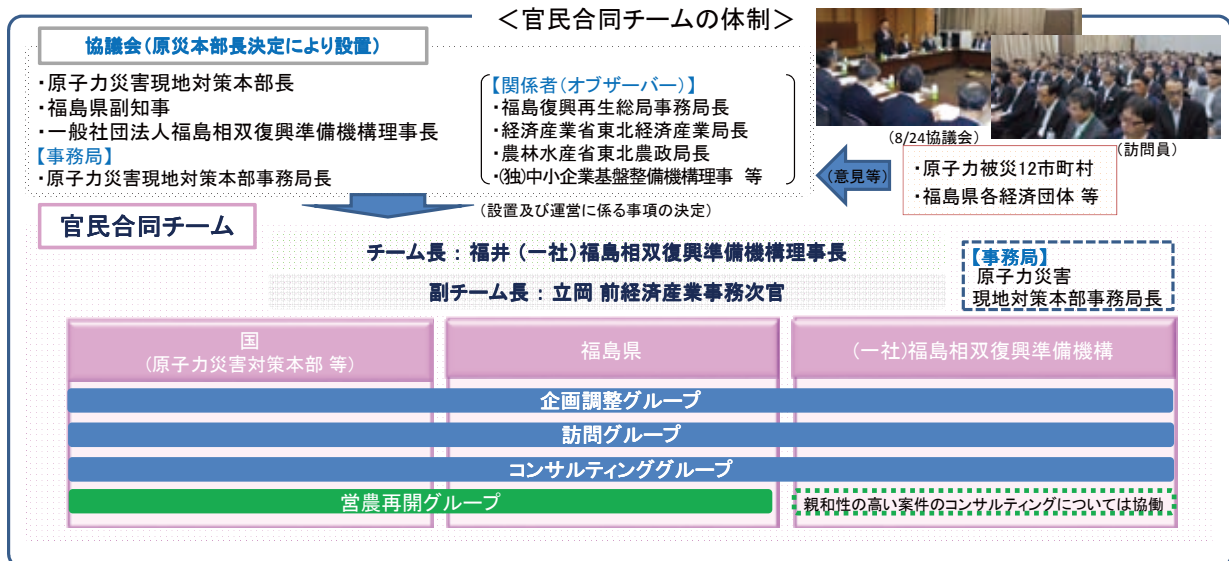 ＜官民合同チームの体制＞
協議会(原災本部長決定により設置)
・原子力災害現地対策本部長
・福島県副知事
・一般社団法人福島相双復興準備機構理事長
【事務局】
・原子力災害現地対策本部事務局長
【関係者(オブザーバー)】
・福島復興再生総局事務局長
・経済産業省東北経済産業局長
・農林水産省東北農政局長
・(独)中小企業基盤整備機構理事 等
(8/24協議会)
(訪問員)
(意見等)
・原子力被災12市町村
・福島県各経済団体 等
(設置及び運営に係る事項の決定)
官民合同チーム
チーム長 : 福井 (一社)福島相双復興準備機構理事長
副チーム長 : 立岡 前経済産業事務次官
【事務局】
原子力災害
現地対策本部事務局長
国
(原子力災害対策本部 等)
福島県
(一社)福島相双復興準備機構
企画調整グループ
訪問グループ
コンサルティンググループ
営農再開グループ
親和性の高い案件のコンサルティングについては協働